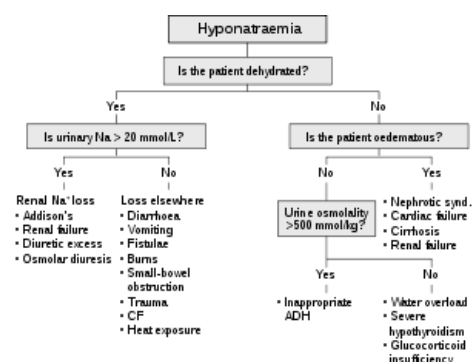 Hyponatraemia
Is the patient dehydrated?
Yes
No
Is urinary Na > 20 mmol/L?
Is the patient oedematous?
Yes
No
No
Yes
Renal Na⁺ loss
• Addison's
• Renal failure
• Diuretic excess
• Osmolar diuresis
Loss elsewhere
• Diarrhoea
• Vomiting
• Fistulae
• Burns
• Small-bowel
obstruction
• Trauma
• CF
• Heat exposure
Urine osmolality
>500 mmol/kg?
• Nephrotic synd.
• Cardiac failure
• Cirrhosis
• Renal failure
Yes
No
• Inappropriate
ADH
• Water overload
• Severe
hypothyroidism
• Glucocorticoid
insufficiency